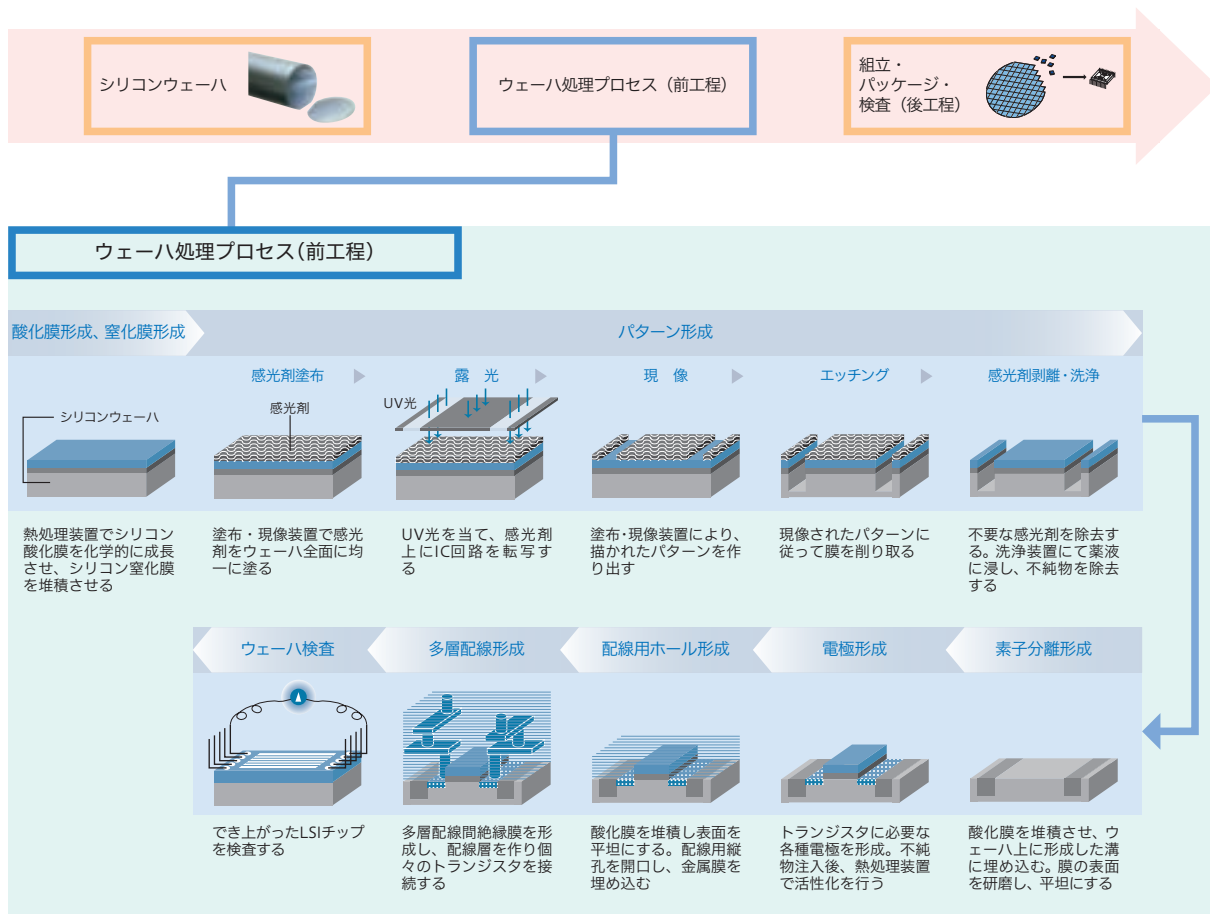 シリコンウェーハ
ウェーハ処理プロセス（前工程）
組立・
パッケージ・
検査（後工程）
ウェーハ処理プロセス（前工程）
酸化膜形成、窒化膜形成
パターン形成
感光剤塗布
露 光
現 像
エッチング
感光剤剥離・洗浄
シリコンウェーハ
感光剤
UV光
熱処理装置でシリコン
酸化膜を化学的に成長
させ、シリコン窒化膜
を堆積させる
塗布・現像装置で感光
剤をウェーハ全面に均
一に塗る
UV光を当て、感光剤
上にIC回路を転写す
る
塗布・現像装置により、
描かれたパターンを作
り出す
現像されたパターンに
従って膜を削り取る
不要な感光剤を除去す
る。洗浄装置にて薬液
に浸し、不純物を除去
する
ウェーハ検査
多層配線形成
配線用ホール形成
電極形成
素子分離形成
でき上がったLSIチップ
を検査する
多層配線間絶縁膜を形
成し、配線層を作り個
々のトランジスタを接
続する
酸化膜を堆積し表面を
平坦にする。配線用縦
孔を開口し、金属膜を
埋め込む
トランジスタに必要な
各種電極を形成。不純
物注入後、熱処理装置
で活性化を行う
酸化膜を堆積させ、ウ
ェーハ上に形成した溝
に埋め込む。膜の表面
を研磨し、平坦にする